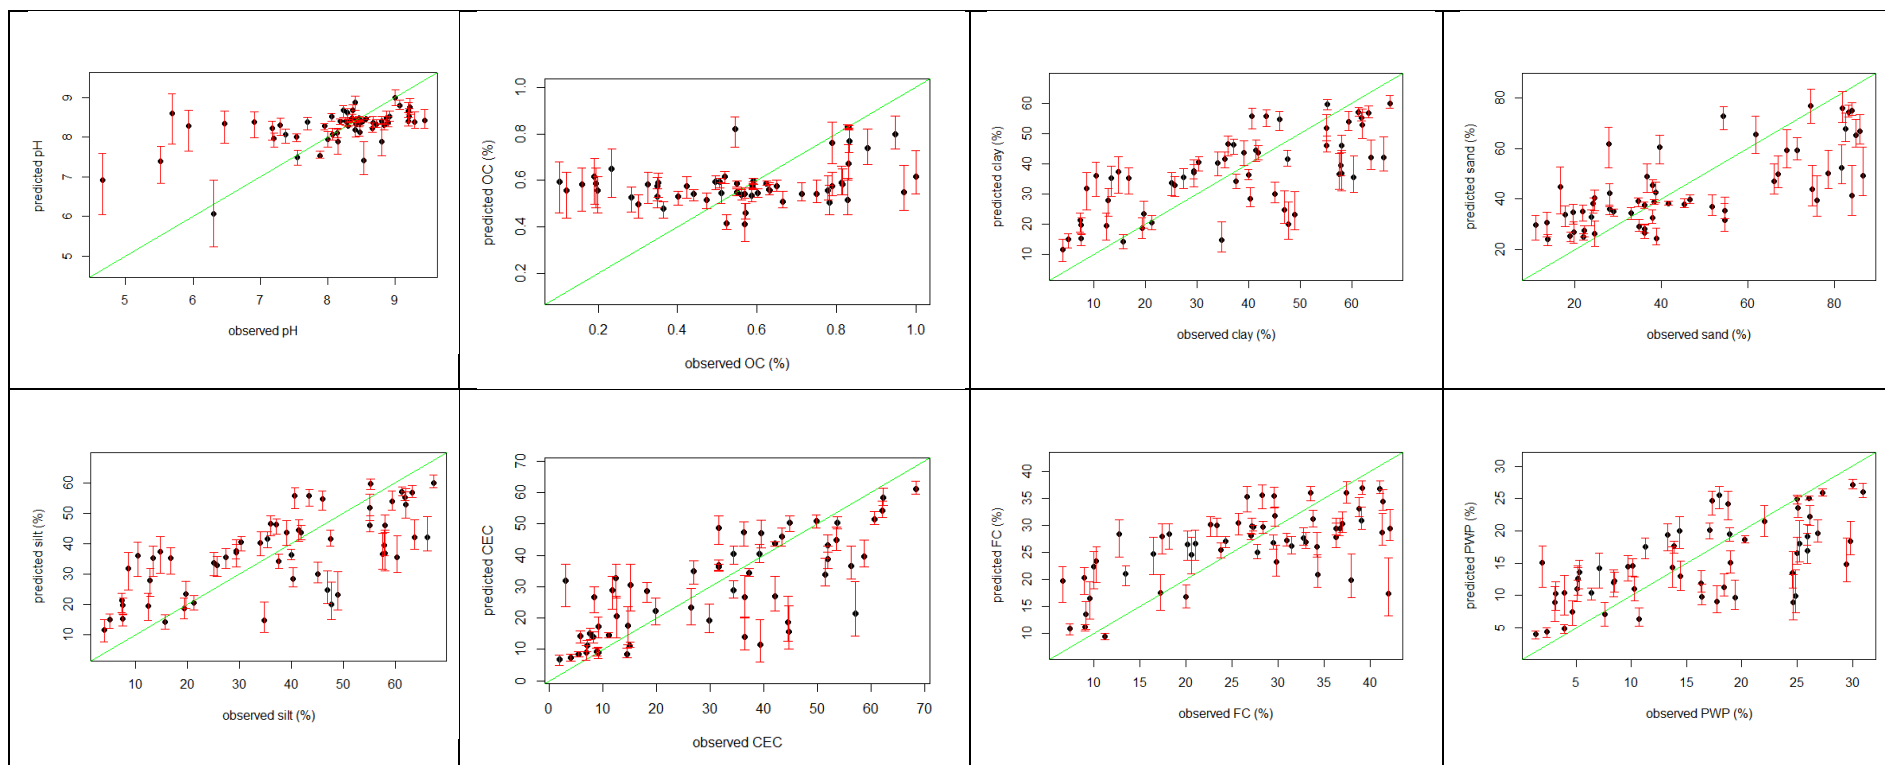 9
8
7
6
5
predicted pH
5 6 7 8 9
observed pH
1.0
0.8
0.6
0.4
0.2
predicted OC (%)
0.2 0.4 0.6 0.8 1.0
observed OC (%)
60
50
40
30
20
10
predicted clay (%)
10 20 30 40 50 60
observed clay (%)
80
60
40
20
predicted sand (%)
20 40 60 80
observed sand (%)
60
50
40
30
20
10
predicted silt (%)
10 20 30 40 50 60
observed silt (%)
70
60
50
40
30
20
10
0
predicted CEC
0 10 20 30 40 50 60 70
observed CEC
40
35
30
25
20
15
10
predicted FC (%)
10 15 20 25 30 35 40
observed FC (%)
30
25
20
15
10
5
predicted PWP (%)
5 10 15 20 25 30
observed PWP (%)